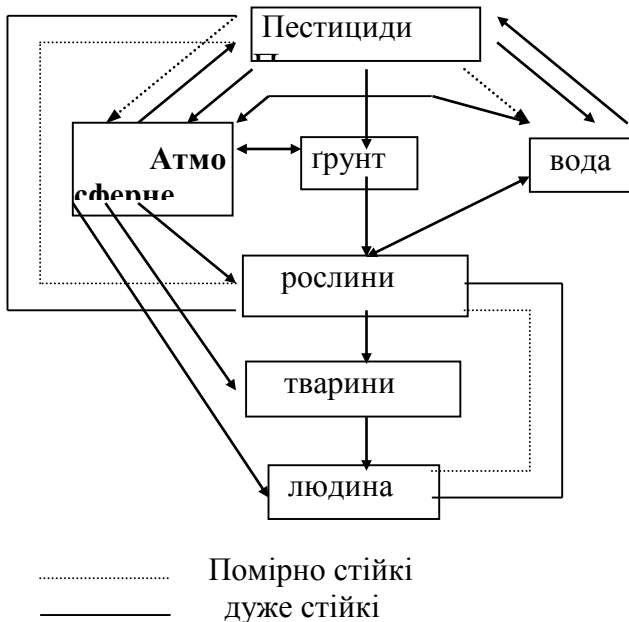 Пестициди
Атмо
сферне
ґрунт
вода
рослини
тварини
людина
Помірно стійкі
дуже стійкі